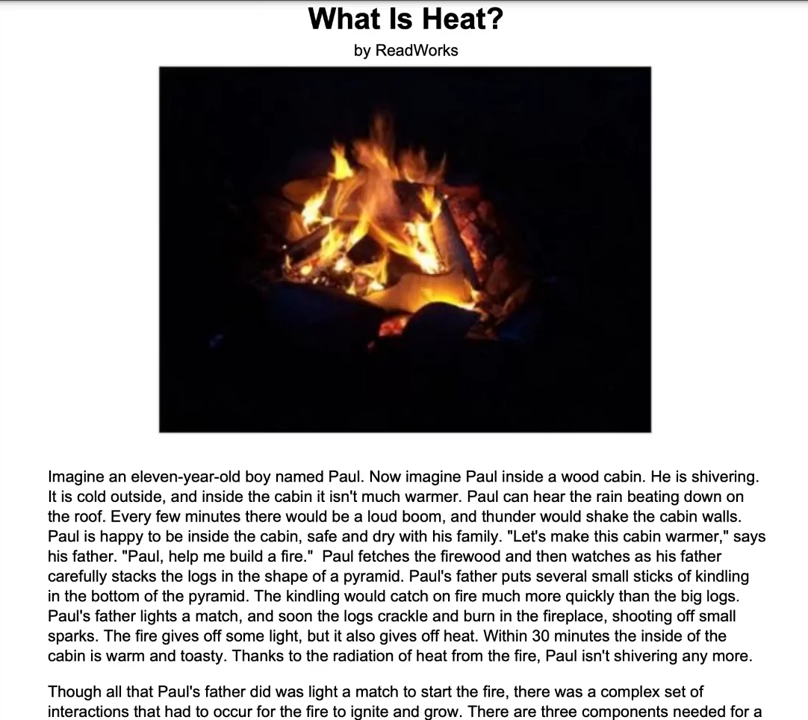 What Is Heat?
by ReadWorks
Imagine an eleven-year-old boy named Paul. Now imagine Paul inside a wood cabin. He is shivering.
It is cold outside, and inside the cabin it isn't much warmer. Paul can hear the rain beating down on
the roof. Every few minutes there would be a loud boom, and thunder would shake the cabin walls.
Paul is happy to be inside the cabin, safe and dry with his family. "Let's make this cabin warmer," says
his father. "Paul, help me build a fire."  Paul fetches the firewood and then watches as his father
carefully stacks the logs in the shape of a pyramid. Paul's father puts several small sticks of kindling
in the bottom of the pyramid. The kindling would catch on fire much more quickly than the big logs.
Paul's father lights a match, and soon the logs crackle and burn in the fireplace, shooting off small
sparks. The fire gives off some light, but it also gives off heat. Within 30 minutes the inside of the
cabin is warm and toasty. Thanks to the radiation of heat from the fire, Paul isn't shivering any more.
Though all that Paul's father did was light a match to start the fire, there was a complex set of
interactions that had to occur for the fire to ignite and grow. There are three components needed for a